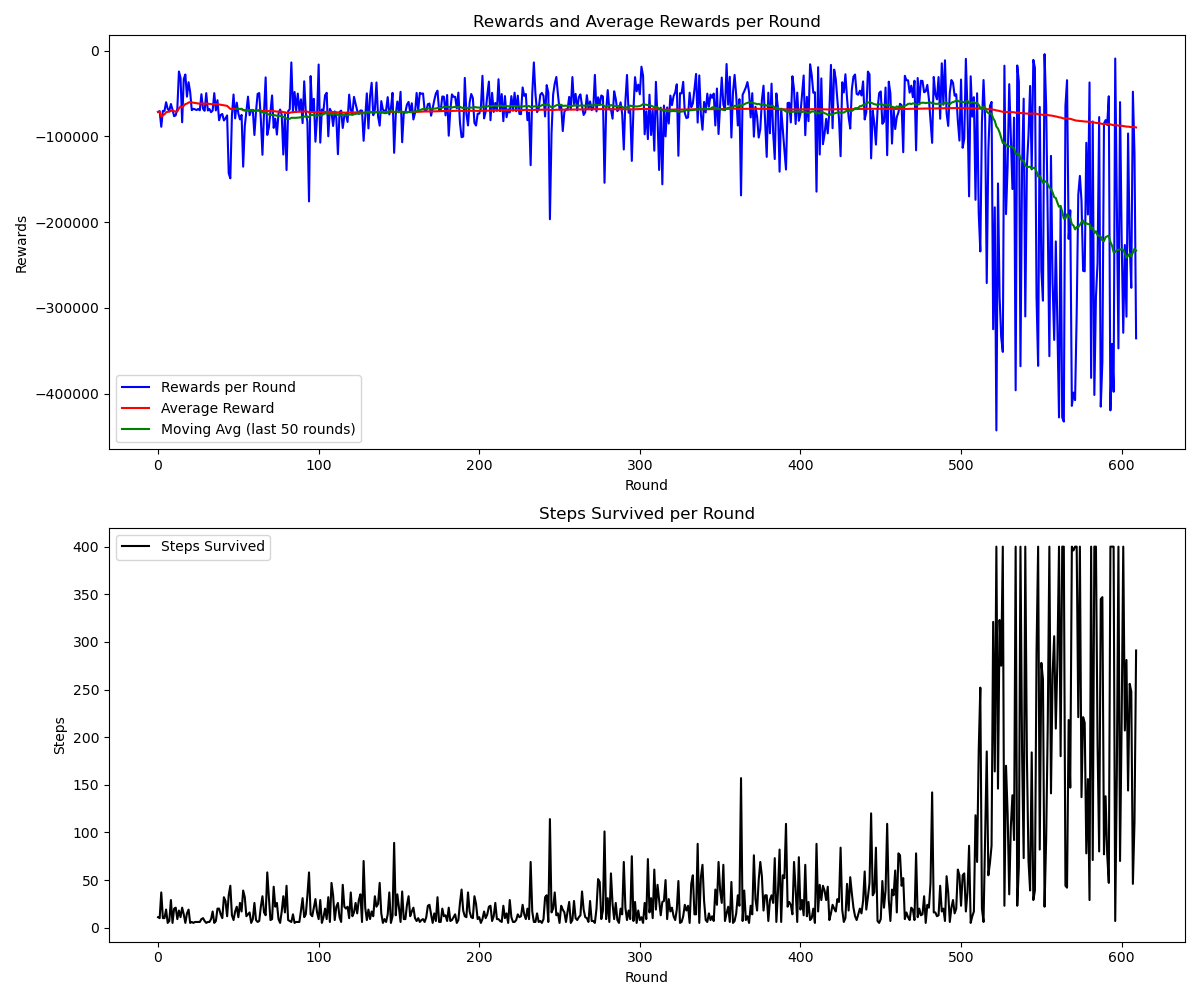 Rewards and Average Rewards per Round
0
−100000
−200000
−300000
−400000
Rewards
Rewards per Round
Average Reward
Moving Avg (last 50 rounds)
0 100 200 300 400 500 600
Round
Steps Survived per Round
Steps Survived
400
350
300
250
200
150
100
50
0
Steps
0 100 200 300 400 500 600
Round